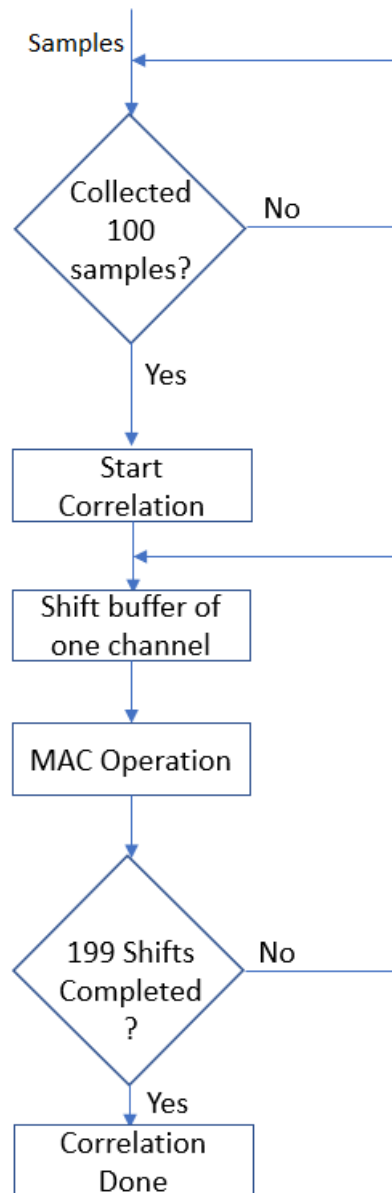 Samples
Collected
100
samples?
No
Yes
Start
Correlation
Shift buffer of
one channel
MAC Operation
199 Shifts
Completed
?
No
Yes
Correlation
Done